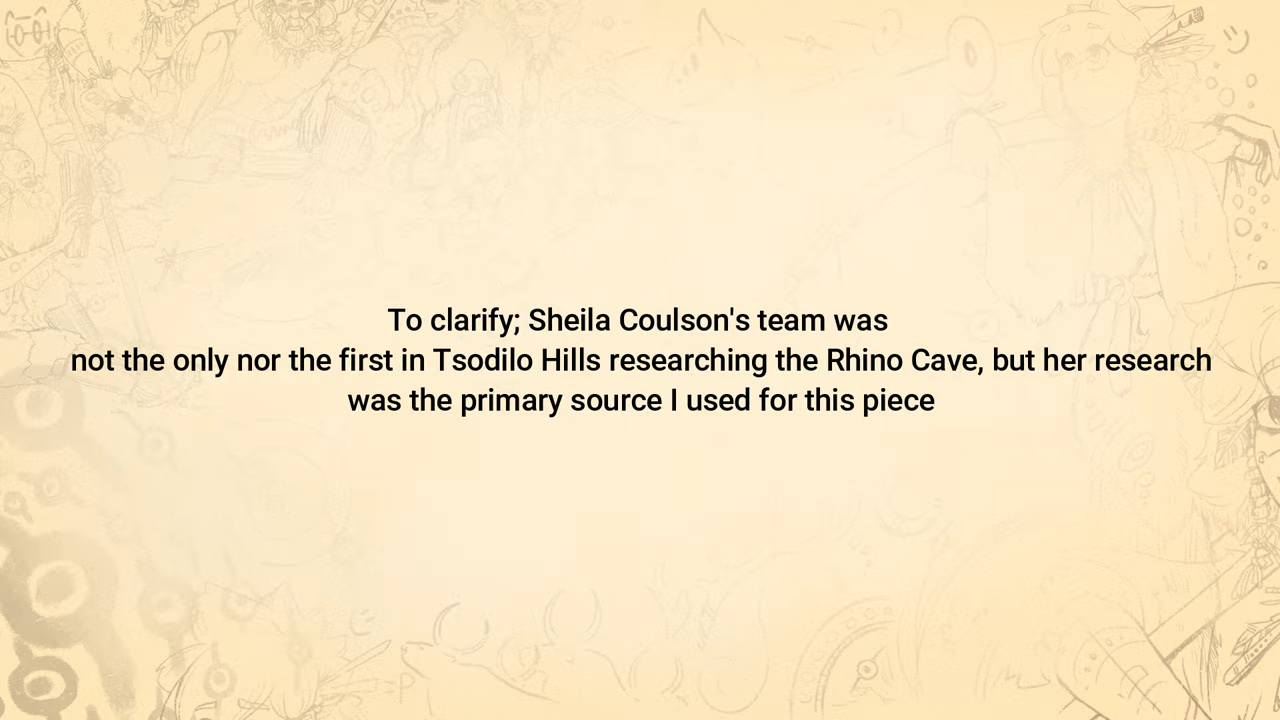 To clarify; Sheila Coulson's team was
not the only nor the first in Tsodilo Hills researching the Rhino Cave, but her research
was the primary source I used for this piece